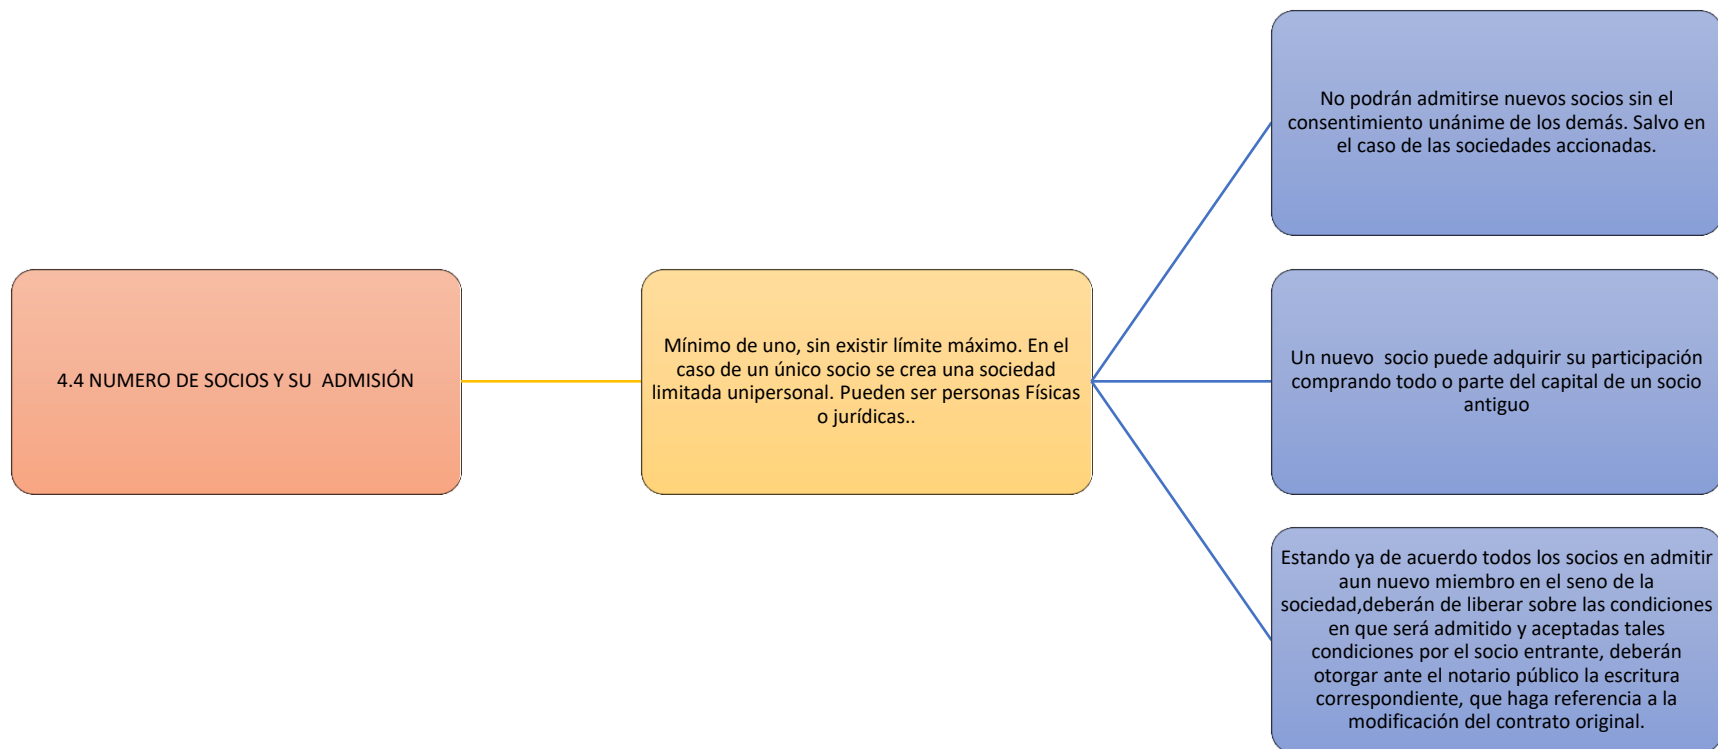 4.4 NUMERO DE SOCIOS Y SU  ADMISIÓN
Mínimo de uno, sin existir límite máximo. En el
caso de un único socio se crea una sociedad
limitada unipersonal. Pueden ser personas Físicas
o jurídicas..
No podrán admitirse nuevos socios sin el
consentimiento unánime de los demás. Salvo en
el caso de las sociedades accionadas.
Un nuevo  socio puede adquirir su participación
comprando todo o parte del capital de un socio
antiguo
Estando ya de acuerdo todos los socios en admitir
aun nuevo miembro en el seno de la
sociedad,deberán de liberar sobre las condiciones
en que será admitido y aceptadas tales
condiciones por el socio entrante, deberán
otorgar ante el notario público la escritura
correspondiente, que haga referencia a la
modificación del contrato original.